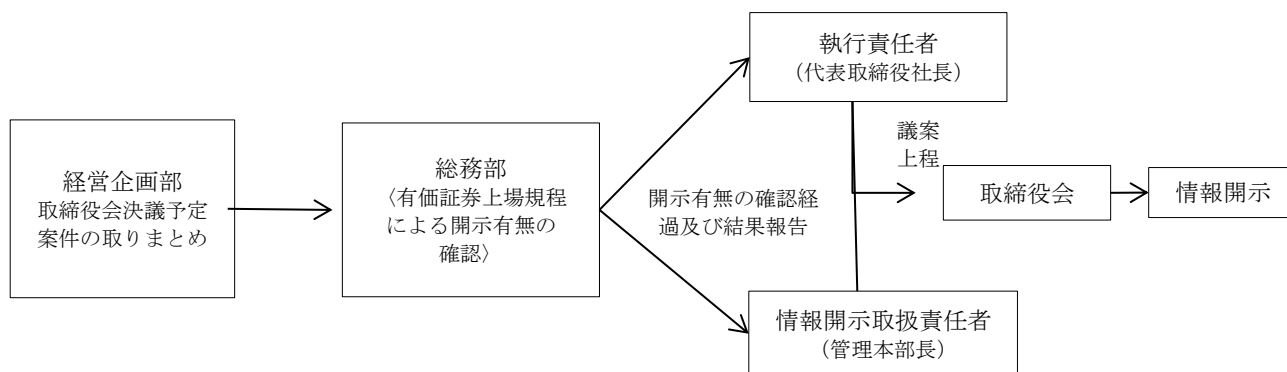 経営企画部
取締役会決議予定
案件の取りまとめ
総務部
〈有価証券上場規程
による開示有無の
確認〉
執行責任者
（代表取締役社長）
開示有無の確認経
過及び結果報告
情報開示取扱責任者
（管理本部長）
議案
上程
取締役会
情報開示